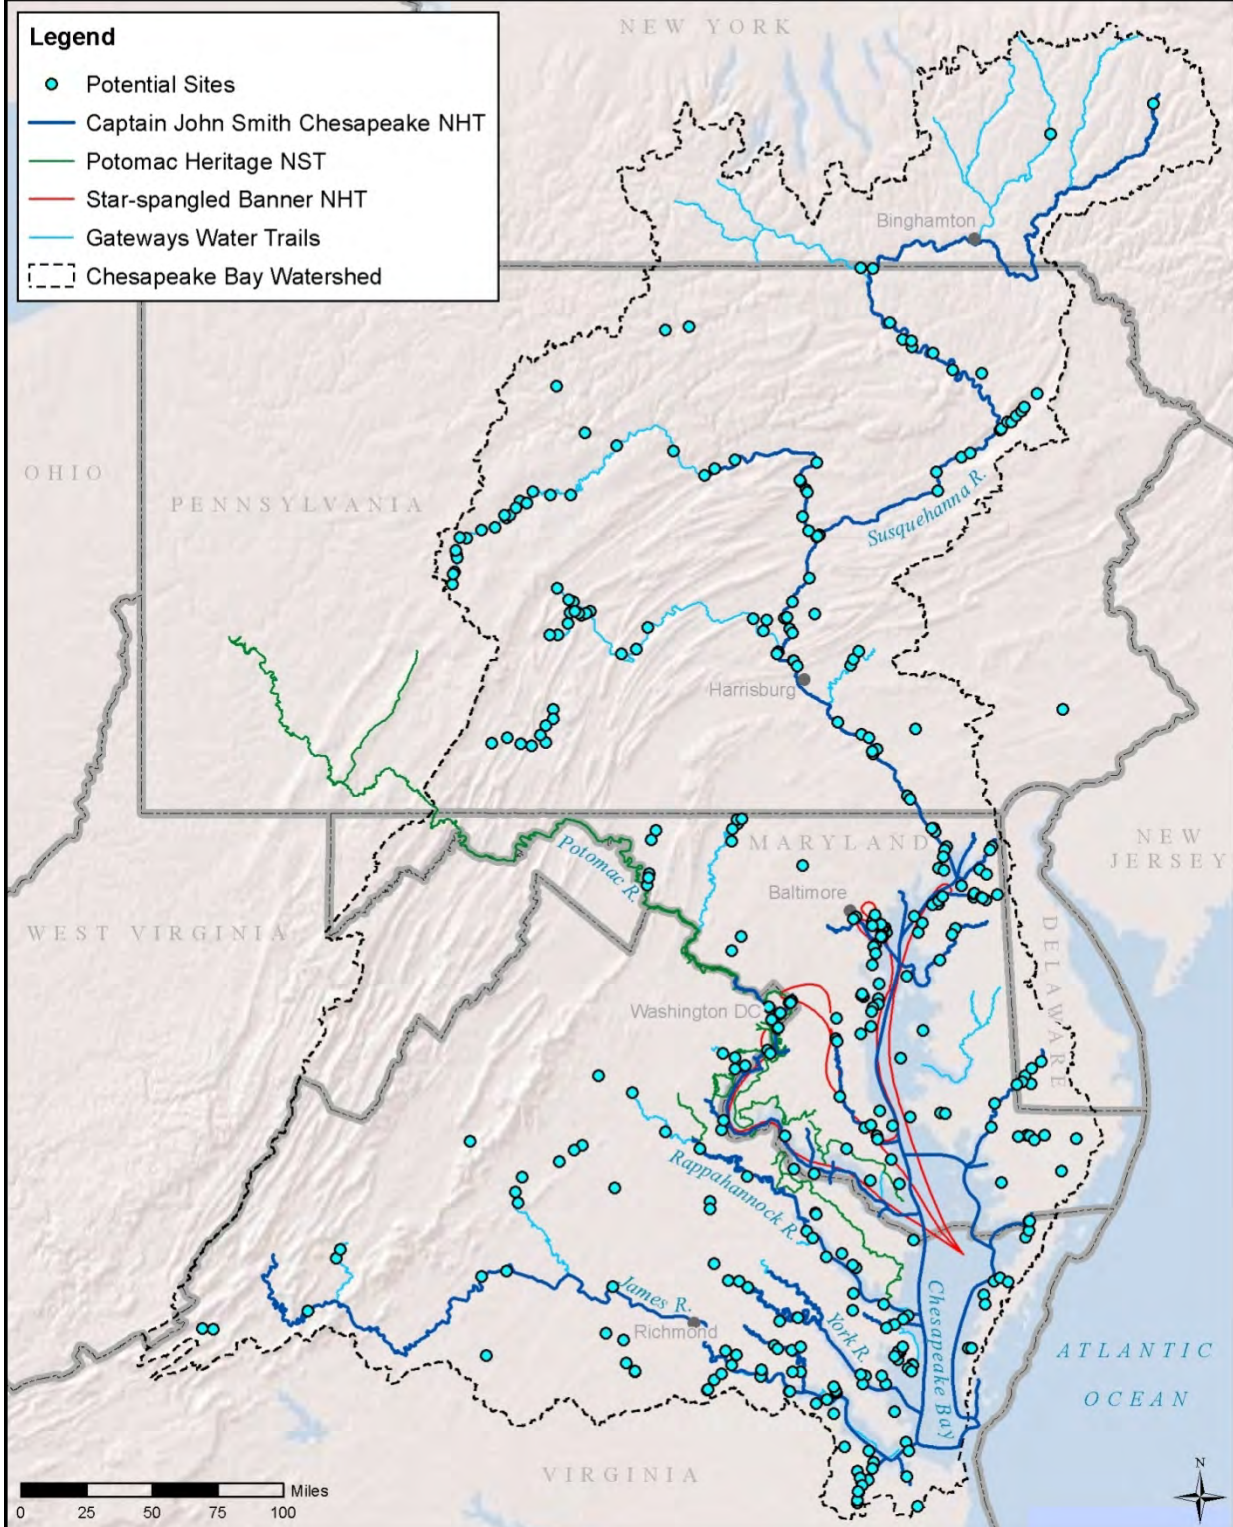 Legend
Potential Sites
Captain John Smith Chesapeake NHT
Potomac Heritage NST
Star-spangled Banner NHT
Gateways Water Trails
Chesapeake Bay Watershed
NEW YORK
Binghamton
OHIO
PENNSYLVANIA
Susquehanna R.
Harrisburg
MARYLAND
NEW
JERSEY
Potomac R.
Baltimore
WEST VIRGINIA
DELAWARE
Washington DC
Rappahannock R.
James R.
Richmond
York R.
Chesapeake Bay
ATLANTIC
OCEAN
VIRGINIA
Miles
0 25 50 75 100
N